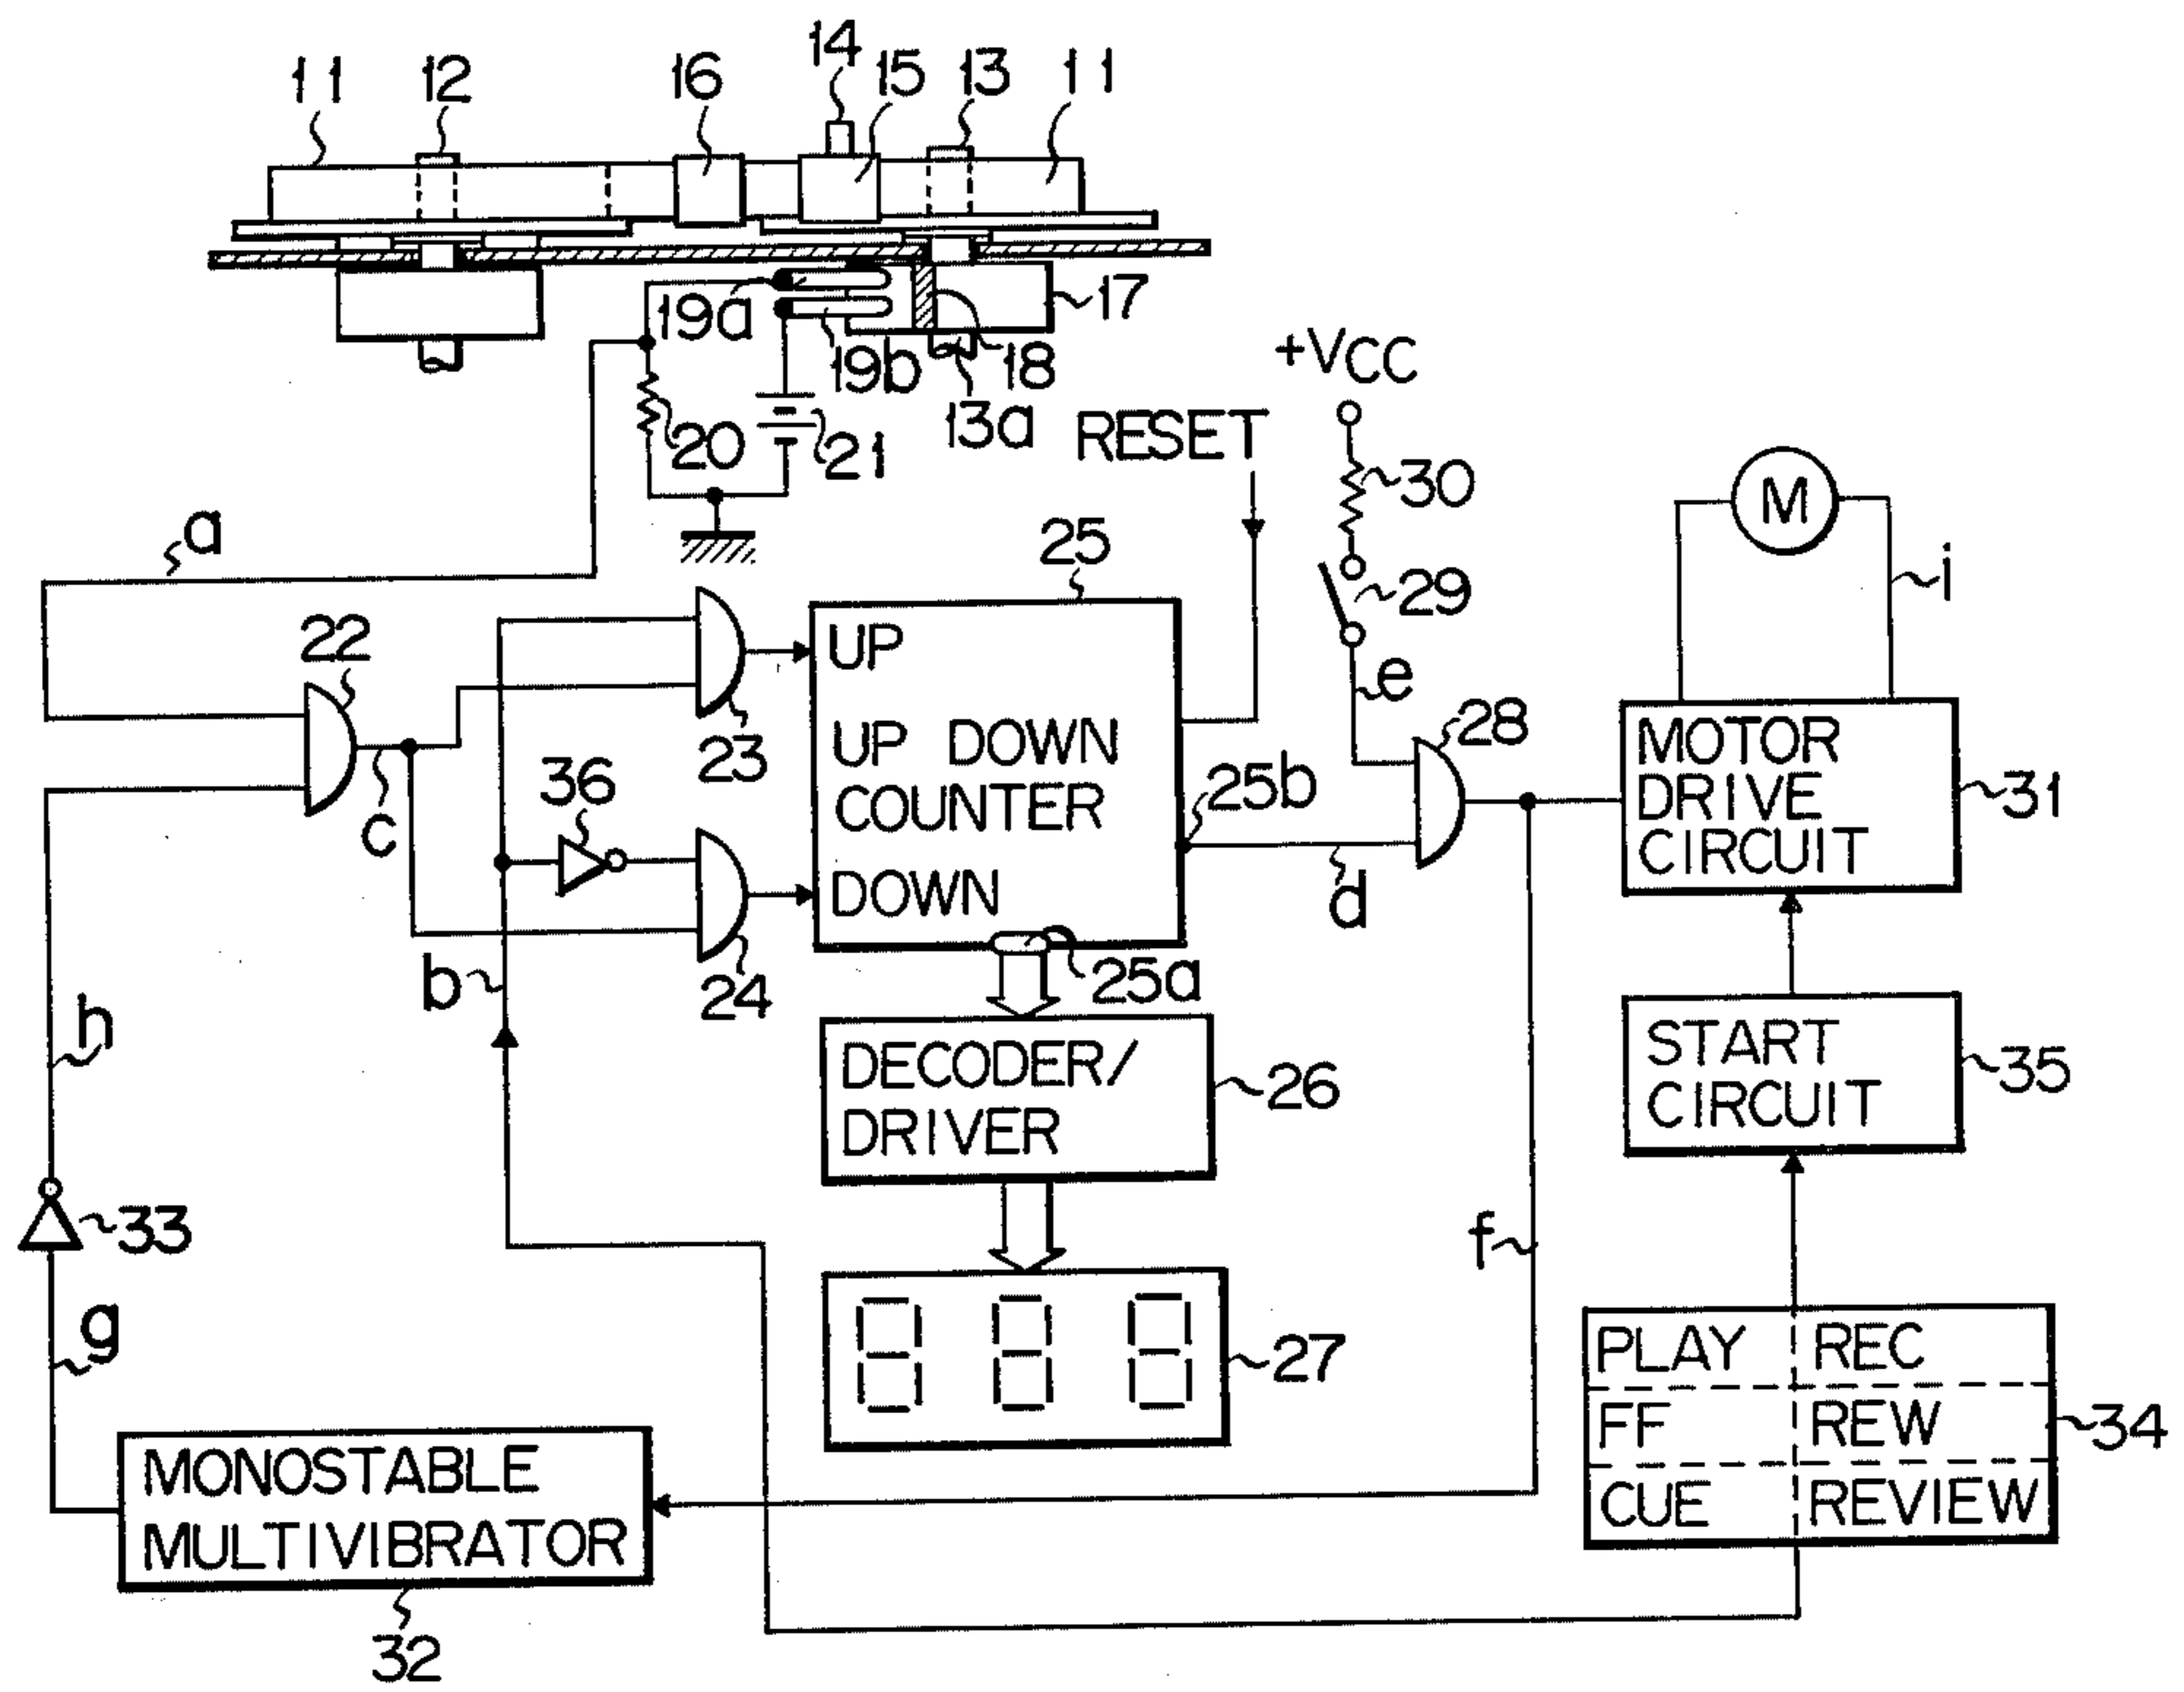 11
12
16
14
15
13
11
19a
19b
17
18
13a
20
21
+VCC
RESET
30
29
M
i
a
22
25
UP
UP DOWN
COUNTER
DOWN
23
36
c
24
b
25a
25b
d
e
28
MOTOR
DRIVE
CIRCUIT
31
h
DECODER/
DRIVER
26
START
CIRCUIT
35
33
g
f
27
PLAY REC
FF REW
CUE REVIEW
34
MONOSTABLE
MULTIVIBRATOR
32